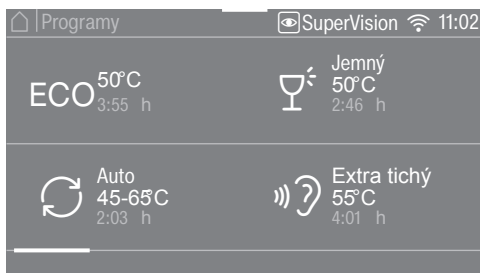 Programy SuperVision 11:02
ECO 50°C
3:55 h
Jemný
50°C
2:46 h
Auto
45-65°C
2:03 h
Extra tichý
55°C
4:01 h